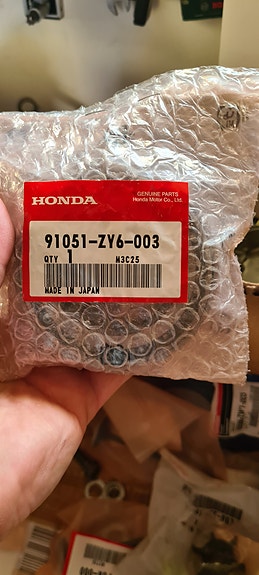 HONDA
GENUINE PARTS
Honda Motor Co., Ltd.
91051-ZY6-003
QTY 1 M3C25
MADE IN JAPAN